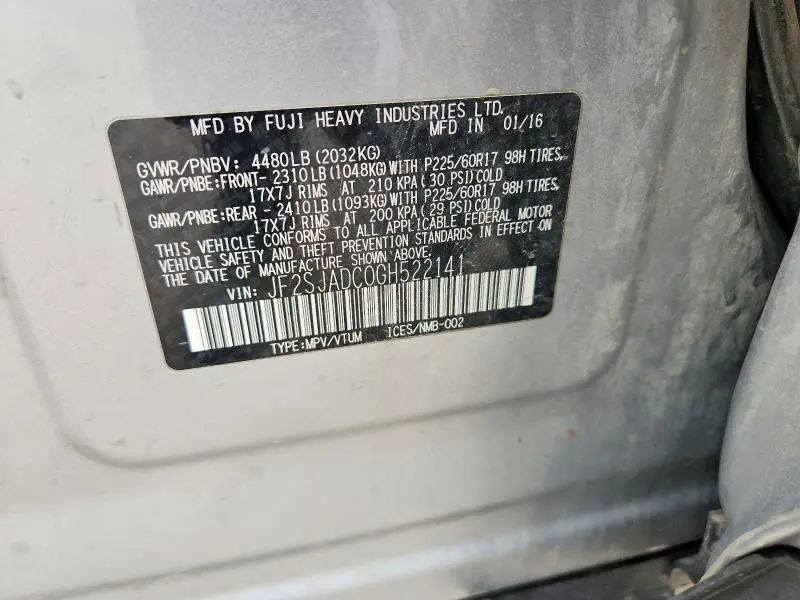 MFD BY FUJI HEAVY INDUSTRIES LTD.
MFD IN 01/16
GVWR/PNBV: 4480LB(2032KG)
GAWR/PNBE:FRONT- 2310LB(1048KG)WITH P225/60R17 98H TIRES,
17X7J RIMS AT 210 KPA( 30 PSI)COLD
GAWR/PNBE:REAR - 2410LB(1093KG)WITH P225/60R17 98H TIRES,
17X7J RIMS AT 200 KPA( 29 PSI)COLD
THIS VEHICLE CONFORMS TO ALL APPLICABLE FEDERAL MOTOR
VEHICLE SAFETY AND THEFT PREVENTION STANDARDS IN EFFECT ON
THE DATE OF MANUFACTURE SHOWN ABOVE.
VIN: JF2SJADC0GH522141
TYPE:MPV/VTUM ICES/NMB-002